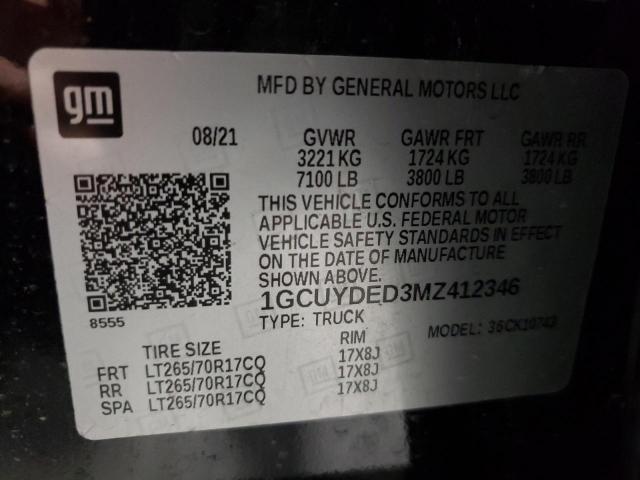 gm
MFD BY GENERAL MOTORS LLC
08/21 GVWR GAWR FRT GAWR RR
3221 KG 1724 KG 1724 KG
7100 LB 3800 LB 3800 LB
THIS VEHICLE CONFORMS TO ALL
APPLICABLE U.S. FEDERAL MOTOR
VEHICLE SAFETY STANDARDS IN EFFECT
ON THE DATE OF MANUFACTURE
SHOWN ABOVE.
1GCUYDED3MZ412346
8555
TYPE: TRUCK MODEL: 36CK10743
TIRE SIZE RIM
FRT LT265/70R17CQ 17X8J
RR LT265/70R17CQ 17X8J
SPA LT265/70R17CQ 17X8J